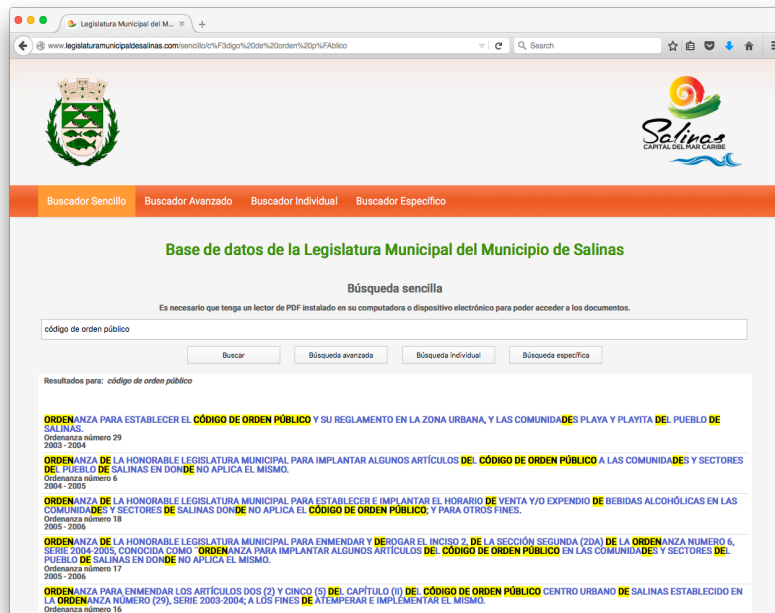 Legislatura Municipal del M...
www.legislaturamunicipaldesalinas.com/sencillo/c%F3digo%20de%20orden%20p%FAblico
Search
Salinas
CAPITAL DEL MAR CARIBE
Buscador Sencillo Buscador Avanzado Buscador Individual Buscador Específico
Base de datos de la Legislatura Municipal del Municipio de Salinas
Búsqueda sencilla
Es necesario que tenga un lector de PDF instalado en su computadora o dispositivo electrónico para poder acceder a los documentos.
código de orden público
Buscar Búsqueda avanzada Búsqueda individual Búsqueda específica
Resultados para: código de orden público
ORDENANZA PARA ESTABLECER EL CÓDIGO DE ORDEN PÚBLICO Y SU REGLAMENTO EN LA ZONA URBANA, Y LAS COMUNIDADES PLAYA Y PLAYITA DEL PUEBLO DE
SALINAS.
Ordenanza número 29
2003 - 2004
ORDENANZA DE LA HONORABLE LEGISLATURA MUNICIPAL PARA IMPLANTAR ALGUNOS ARTÍCULOS DEL CÓDIGO DE ORDEN PÚBLICO A LAS COMUNIDADES Y SECTORES
DEL PUEBLO DE SALINAS EN DONDE NO APLICA EL MISMO.
Ordenanza número 6
2004 - 2005
ORDENANZA DE LA HONORABLE LEGISLATURA MUNICIPAL PARA ESTABLECER E IMPLANTAR EL HORARIO DE VENTA Y/O EXPENDIO DE BEBIDAS ALCOHÓLICAS EN LAS
COMUNIDADES Y SECTORES DE SALINAS DONDE NO APLICA EL CÓDIGO DE ORDEN PÚBLICO; Y PARA OTROS FINES.
Ordenanza número 18
2005 - 2006
ORDENANZA DE LA HONORABLE LEGISLATURA MUNICIPAL PARA ENMENDAR Y DEROGAR EL INCISO 2, DE LA SECCIÓN SEGUNDA (2DA) DE LA ORDENANZA NUMERO 6,
SERIE 2004-2005, CONOCIDA COMO ¨ORDENANZA PARA IMPLANTAR ALGUNOS ARTÍCULOS DEL CÓDIGO DE ORDEN PÚBLICO EN LAS COMUNIDADES Y SECTORES DEL
PUEBLO DE SALINAS EN DONDE NO APLICA EL MISMO.
Ordenanza número 17
2005 - 2006
ORDENANZA PARA ENMENDAR LOS ARTÍCULOS DOS (2) Y CINCO (5) DEL CAPÍTULO (II) DEL CÓDIGO DE ORDEN PÚBLICO CENTRO URBANO DE SALINAS ESTABLECIDO EN
LA ORDENANZA NÚMERO (29), SERIE 2003-2004; A LOS FINES DE ATEMPERAR E IMPLEMENTAR EL MISMO.
Ordenanza número 16